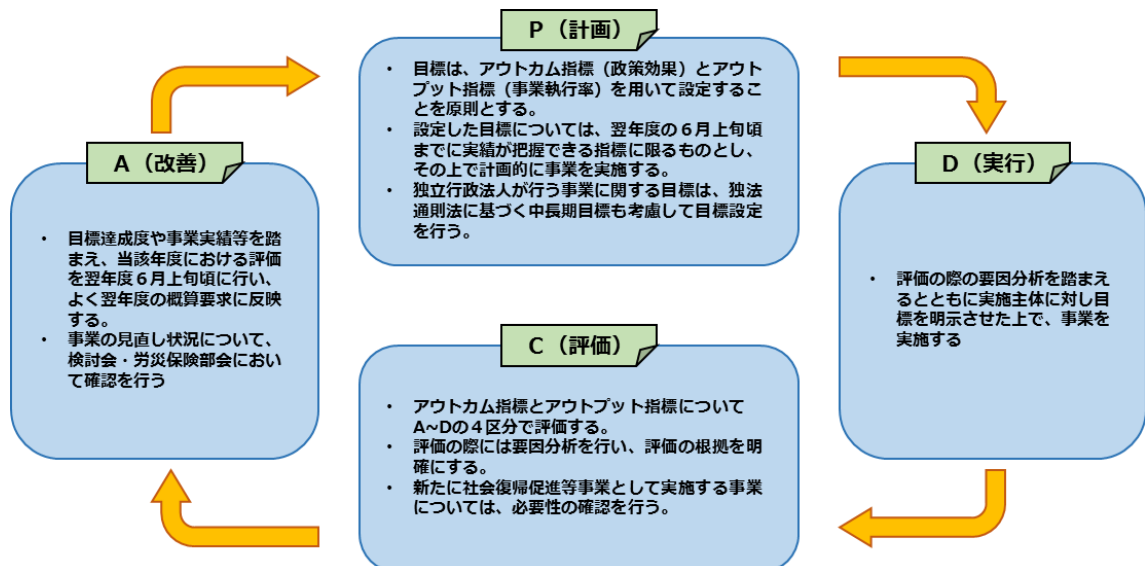 P（計画）
・ 目標は、アウトカム指標（政策効果）とアウト
プット指標（事業執行率）を用いて設定するこ
とを原則とする。
・ 設定した目標については、翌年度の６月上旬頃
までに実績が把握できる指標に限るものとし、
その上で計画的に事業を実施する。
・ 独立行政法人が行う事業に関する目標は、独法
通則法に基づく中長期目標も考慮して目標設定
を行う。
D（実行）
・ 評価の際の要因分析を踏まえ
るとともに実施主体に対し目
標を明示させた上で、事業を
実施する
C（評価）
・ アウトカム指標とアウトプット指標について
A~Dの４区分で評価する。
・ 評価の際には要因分析を行い、評価の根拠を明
確にする。
・ 新たに社会復帰促進等事業として実施する事業
については、必要性の確認を行う。
A（改善）
・ 目標達成度や事業実績等を踏
まえ、当該年度における評価
を翌年度６月上旬頃に行い、
よく翌年度の概算要求に反映
する。
・ 事業の見直し状況について、
検討会・労災保険部会におい
て確認を行う